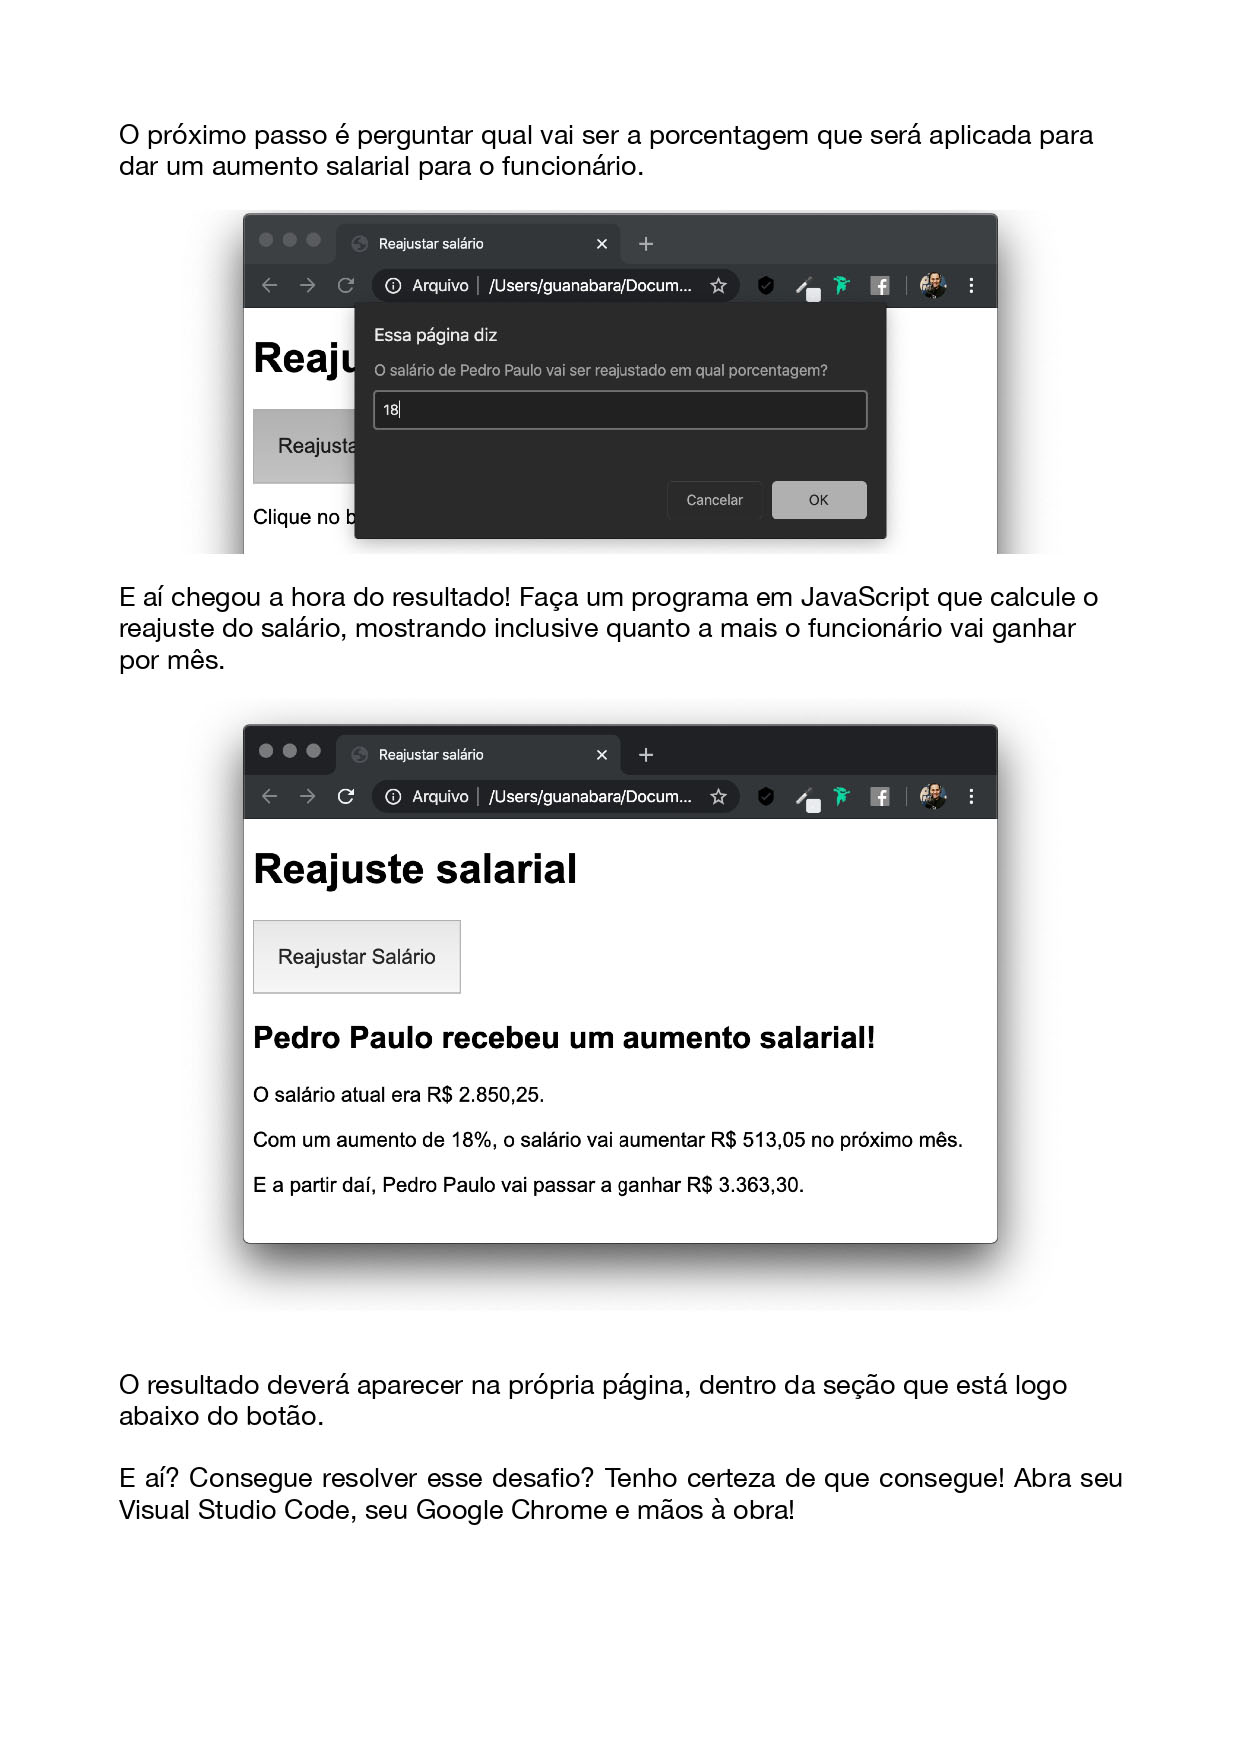 O próximo passo é perguntar qual vai ser a porcentagem que será aplicada para
dar um aumento salarial para o funcionário.
Reajustar salário
Arquivo | /Users/guanabara/Docum...
Essa página diz
Reaju
O salário de Pedro Paulo vai ser reajustado em qual porcentagem?
18
Reajusta
Cancelar
OK
Clique no b
E aí chegou a hora do resultado! Faça um programa em JavaScript que calcule o
reajuste do salário, mostrando inclusive quanto a mais o funcionário vai ganhar
por mês.
Reajustar salário
Arquivo | /Users/guanabara/Docum...
Reajuste salarial
Reajustar Salário
Pedro Paulo recebeu um aumento salarial!
O salário atual era R$ 2.850,25.
Com um aumento de 18%, o salário vai aumentar R$ 513,05 no próximo mês.
E a partir daí, Pedro Paulo vai passar a ganhar R$ 3.363,30.
O resultado deverá aparecer na própria página, dentro da seção que está logo
abaixo do botão.
E aí? Consegue resolver esse desafio? Tenho certeza de que consegue! Abra seu
Visual Studio Code, seu Google Chrome e mãos à obra!